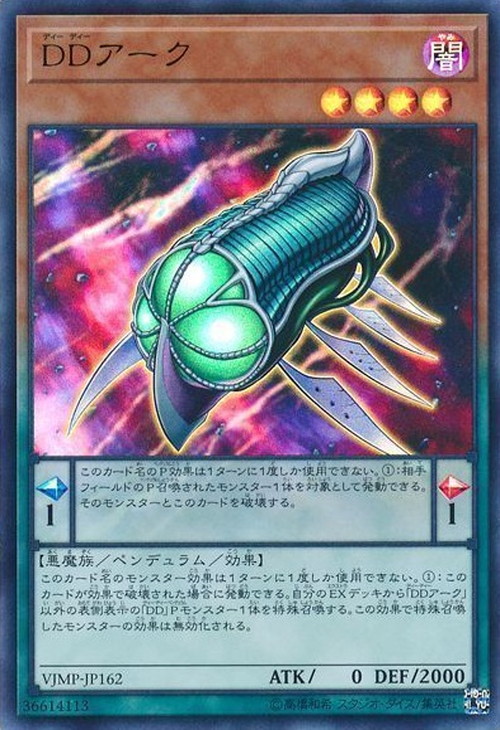 ディー ディー
DDアーク
やみ
闇
このカード名のP効果は1ターンに1度しか使用できない。①:相手
フィールドのP召喚されたモンスター1体を対象として発動できる。
そのモンスターとこのカードを破壊する。
1
1
【悪魔族/ペンデュラム/効果】
このカード名のモンスター効果は1ターンに1度しか使用できない。①:この
カードが効果で破壊された場合に発動できる。自分のEXデッキから「DDアーク」
以外の表側表示の「DD」Pモンスター1体を特殊召喚する。この効果で特殊召喚
したモンスターの効果は無効化される。
VJMP-JP162
ATK/ 0 DEF/2000
36614113
©高橋和希 スタジオ・ダイス/集英社